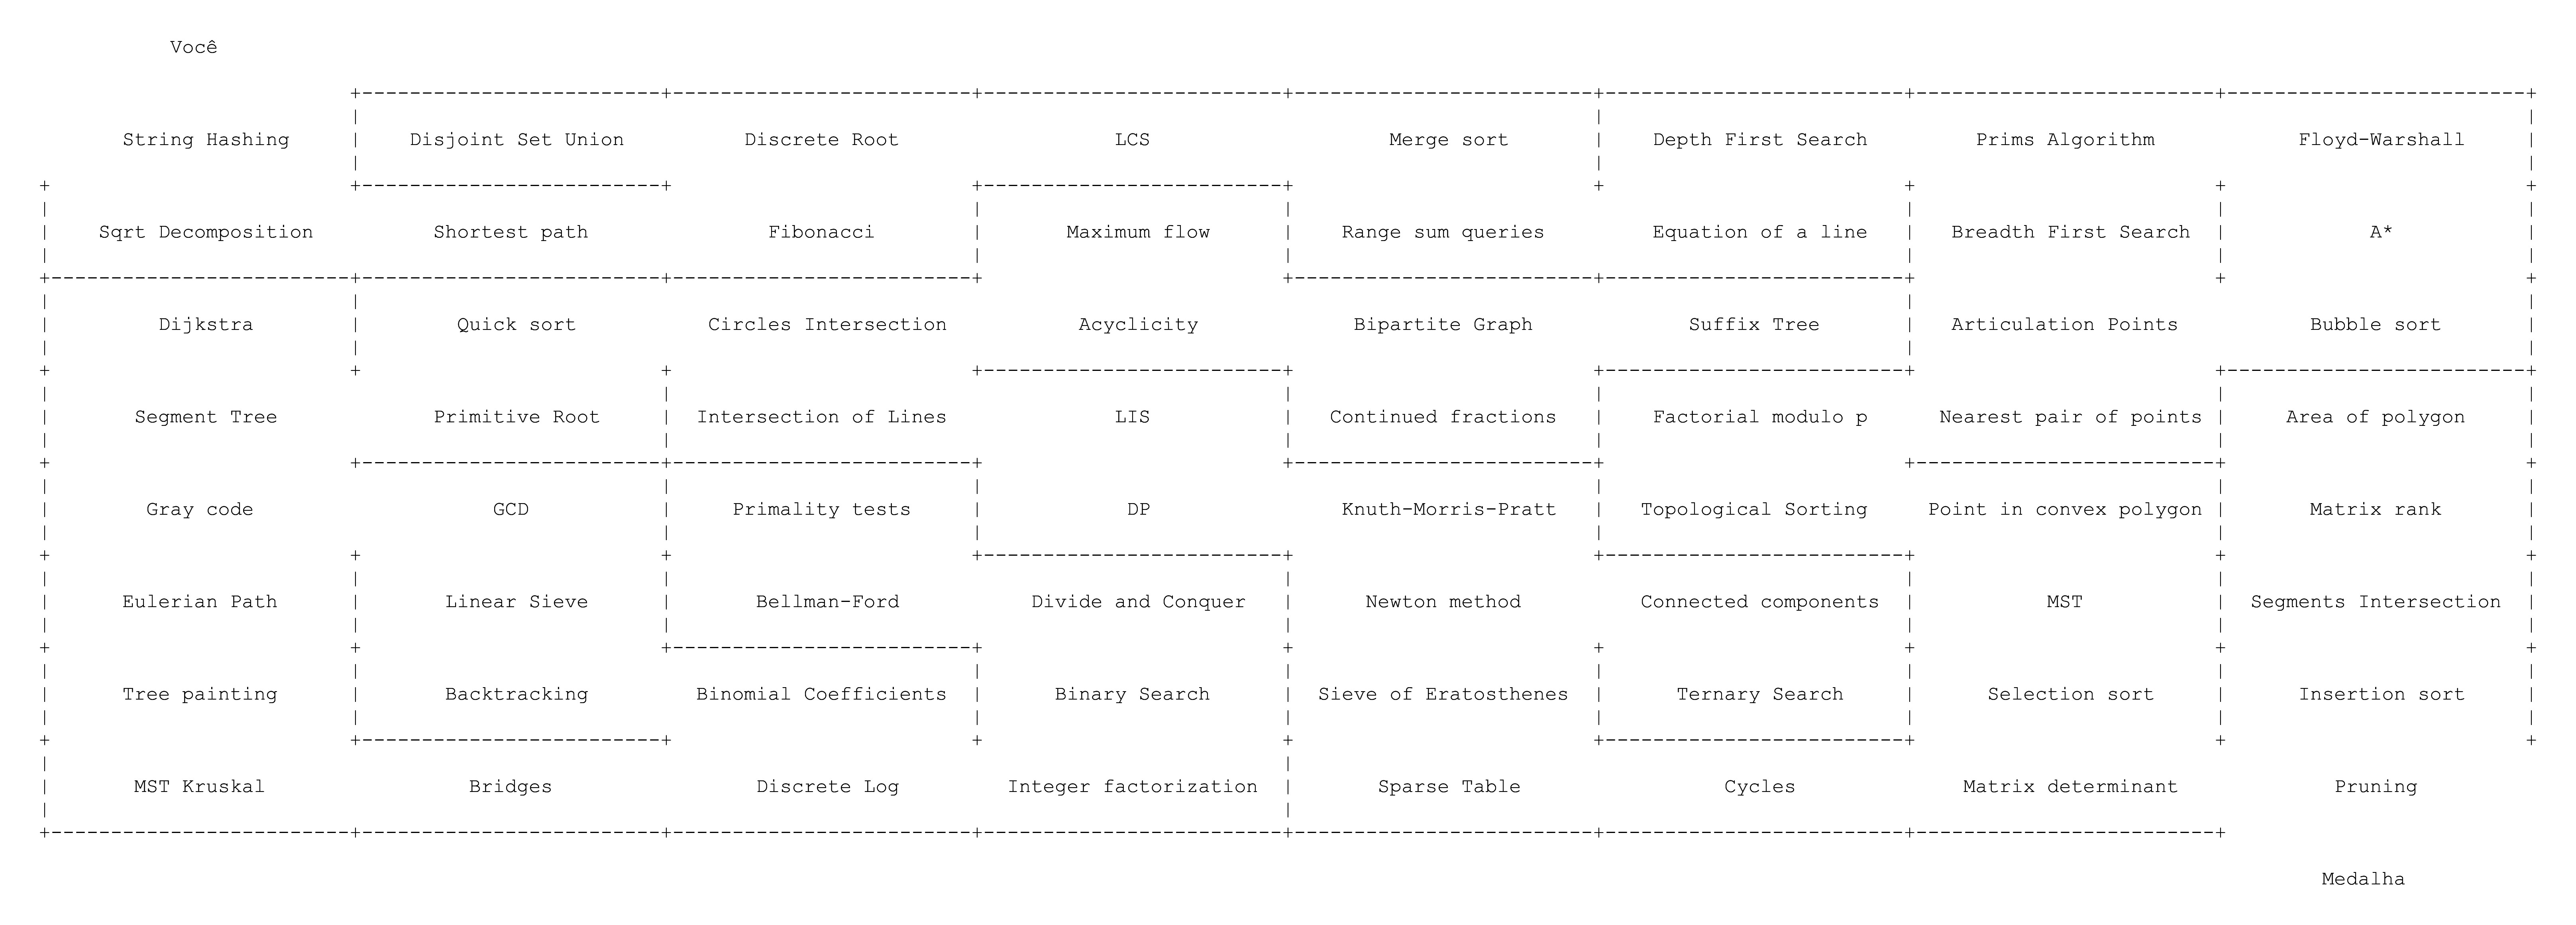 Você
String Hashing Disjoint Set Union Discrete Root LCS Merge sort Depth First Search Prims Algorithm Floyd-Warshall
Sqrt Decomposition Shortest path Fibonacci Maximum flow Range sum queries Equation of a line Breadth First Search A*
Dijkstra Quick sort Circles Intersection Acyclicity Bipartite Graph Suffix Tree Articulation Points Bubble sort
Segment Tree Primitive Root Intersection of Lines LIS Continued fractions Factorial modulo p Nearest pair of points Area of polygon
Gray code GCD Primality tests DP Knuth-Morris-Pratt Topological Sorting Point in convex polygon Matrix rank
Eulerian Path Linear Sieve Bellman-Ford Divide and Conquer Newton method Connected components MST Segments Intersection
Tree painting Backtracking Binomial Coefficients Binary Search Sieve of Eratosthenes Ternary Search Selection sort Insertion sort
MST Kruskal Bridges Discrete Log Integer factorization Sparse Table Cycles Matrix determinant Pruning
Medalha